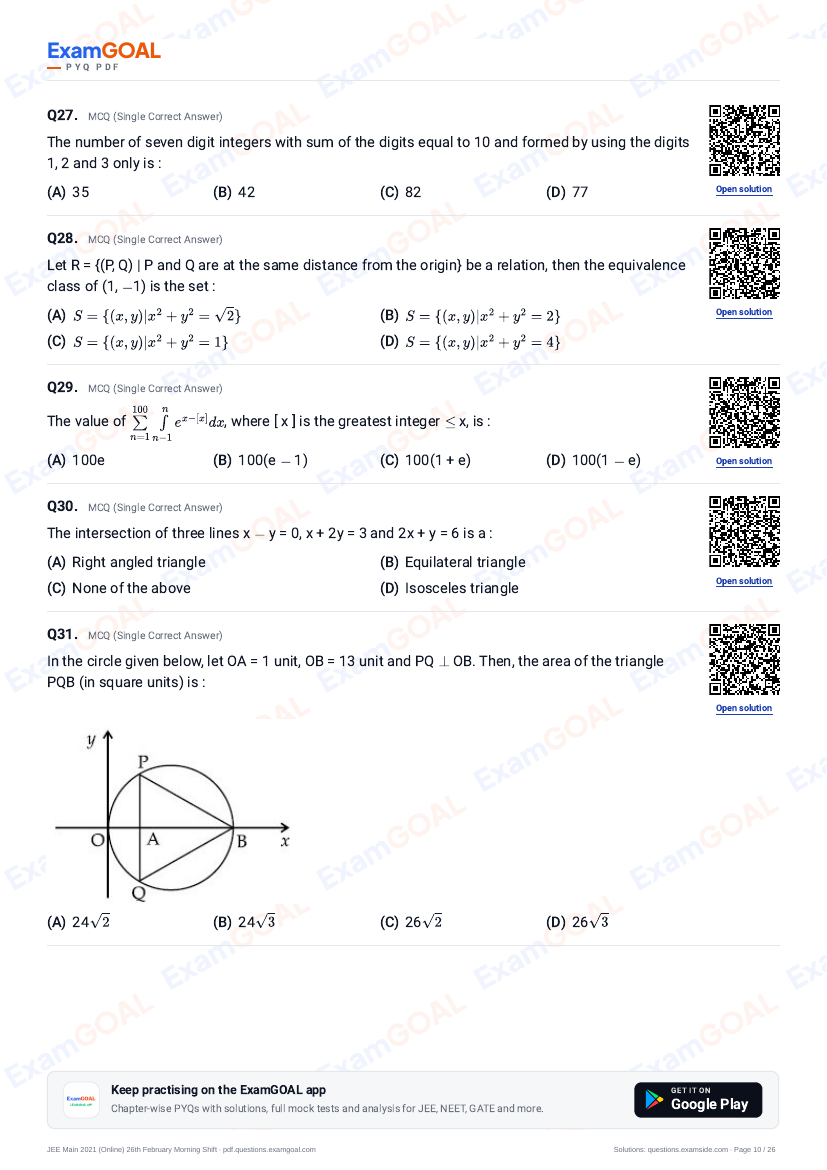 ExamGOAL
PYQ PDF
Q27. MCQ (Single Correct Answer)
The number of seven digit integers with sum of the digits equal to 10 and formed by using the digits
1, 2 and 3 only is :
(A) 35 (B) 42 (C) 82 (D) 77
Open solution
Q28. MCQ (Single Correct Answer)
Let R = {(P, Q) | P and Q are at the same distance from the origin} be a relation, then the equivalence
class of (1, −1) is the set :
(A) S = {(x, y)|x² + y² = √2} (B) S = {(x, y)|x² + y² = 2}
(C) S = {(x, y)|x² + y² = 1} (D) S = {(x, y)|x² + y² = 4}
Open solution
Q29. MCQ (Single Correct Answer)
The value of \sum_{n=1}^{100} \int_{n-1}^{n} e^{x-[x]}dx, where [ x ] is the greatest integer ≤ x, is :
(A) 100e (B) 100(e − 1) (C) 100(1 + e) (D) 100(1 − e)
Open solution
Q30. MCQ (Single Correct Answer)
The intersection of three lines x − y = 0, x + 2y = 3 and 2x + y = 6 is a :
(A) Right angled triangle (B) Equilateral triangle
(C) None of the above (D) Isosceles triangle
Open solution
Q31. MCQ (Single Correct Answer)
In the circle given below, let OA = 1 unit, OB = 13 unit and PQ ⊥ OB. Then, the area of the triangle
PQB (in square units) is :
Open solution
y
P
O A B x
Q
(A) 24√2 (B) 24√3 (C) 26√2 (D) 26√3
Keep practising on the ExamGOAL app
Chapter-wise PYQs with solutions, full mock tests and analysis for JEE, NEET, GATE and more.
GET IT ON
Google Play
JEE Main 2021 (Online) 26th February Morning Shift · pdf.questions.examgoal.com Solutions: questions.examside.com · Page 10 / 26